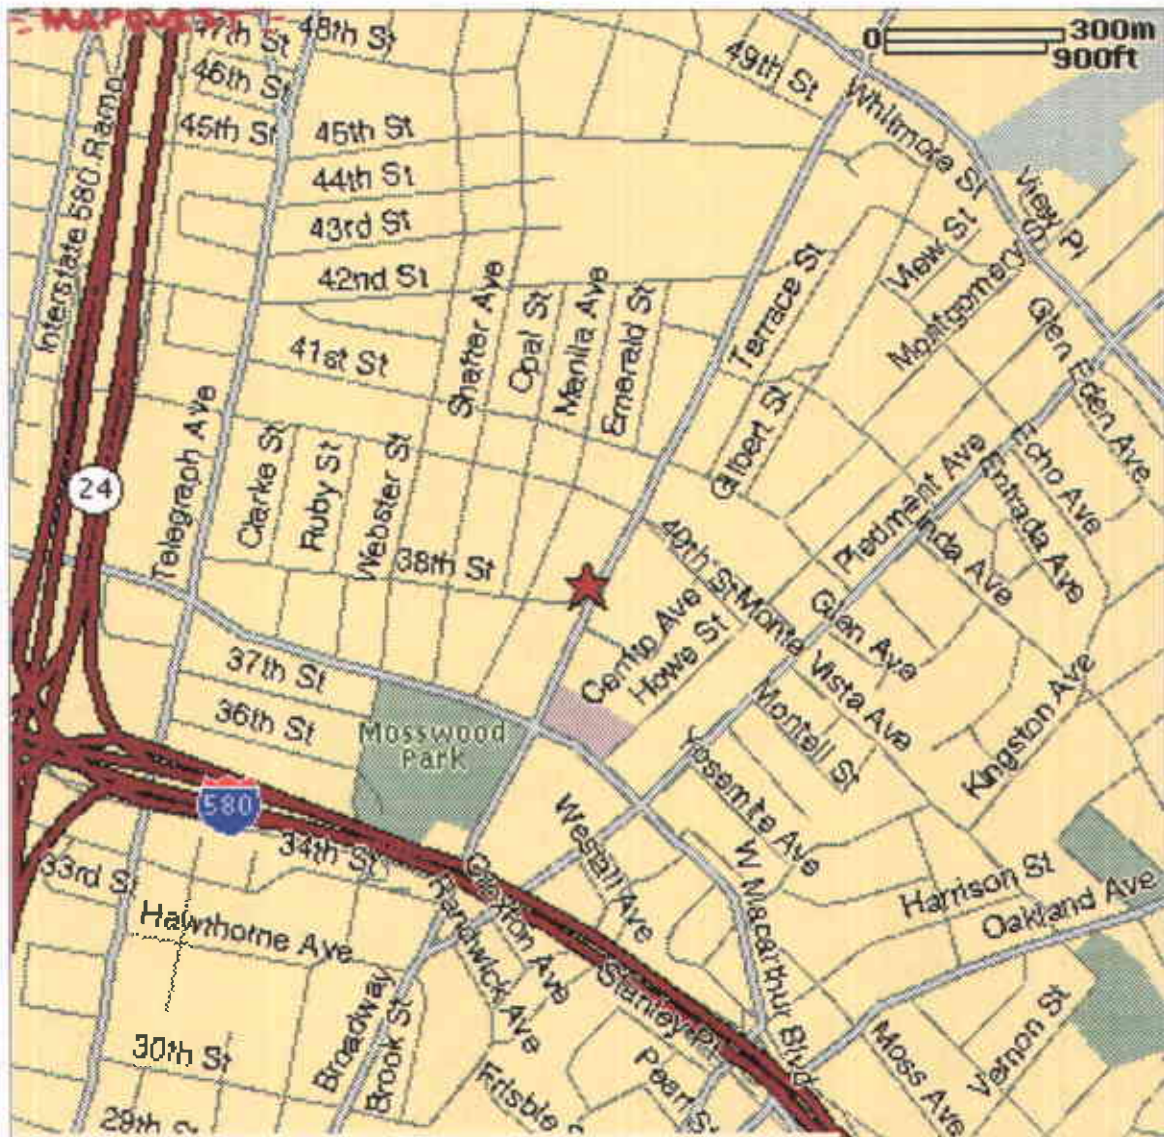 MAPQUEST
0 300m
900ft
47th St
48th St
46th St
45th St
45th St
44th St
43rd St
42nd St
41st St
49th St
Whitmore St
View Pl
View St
Montgomery S
Glen Eden Ave
Interstate 580 Ramp
Telegraph Ave
24
Clarke St
Ruby St
Webster St
Shafter Ave
Opal St
Manila Ave
Emerald St
Terrace St
Gilbert St
Echo Ave
Entrada Ave
Piedmont Ave
Linda Ave
38th St
40th St
Cerrito Ave
Howe St
Monte Vista Ave
Glen Ave
Montell St
Kingston Ave
37th St
36th St
Mosswood
Park
580
34th St
33rd S
Yosemite Ave
Westall Ave
W Macarthur Blvd
Harrison St
Oakland Ave
Hawthorne Ave
Broadway
Brook St
Randwick Ave
Croxton Ave
Stanley Pl
Pearl St
Frisbie
Moss Ave
Vernon St
30th St
29th